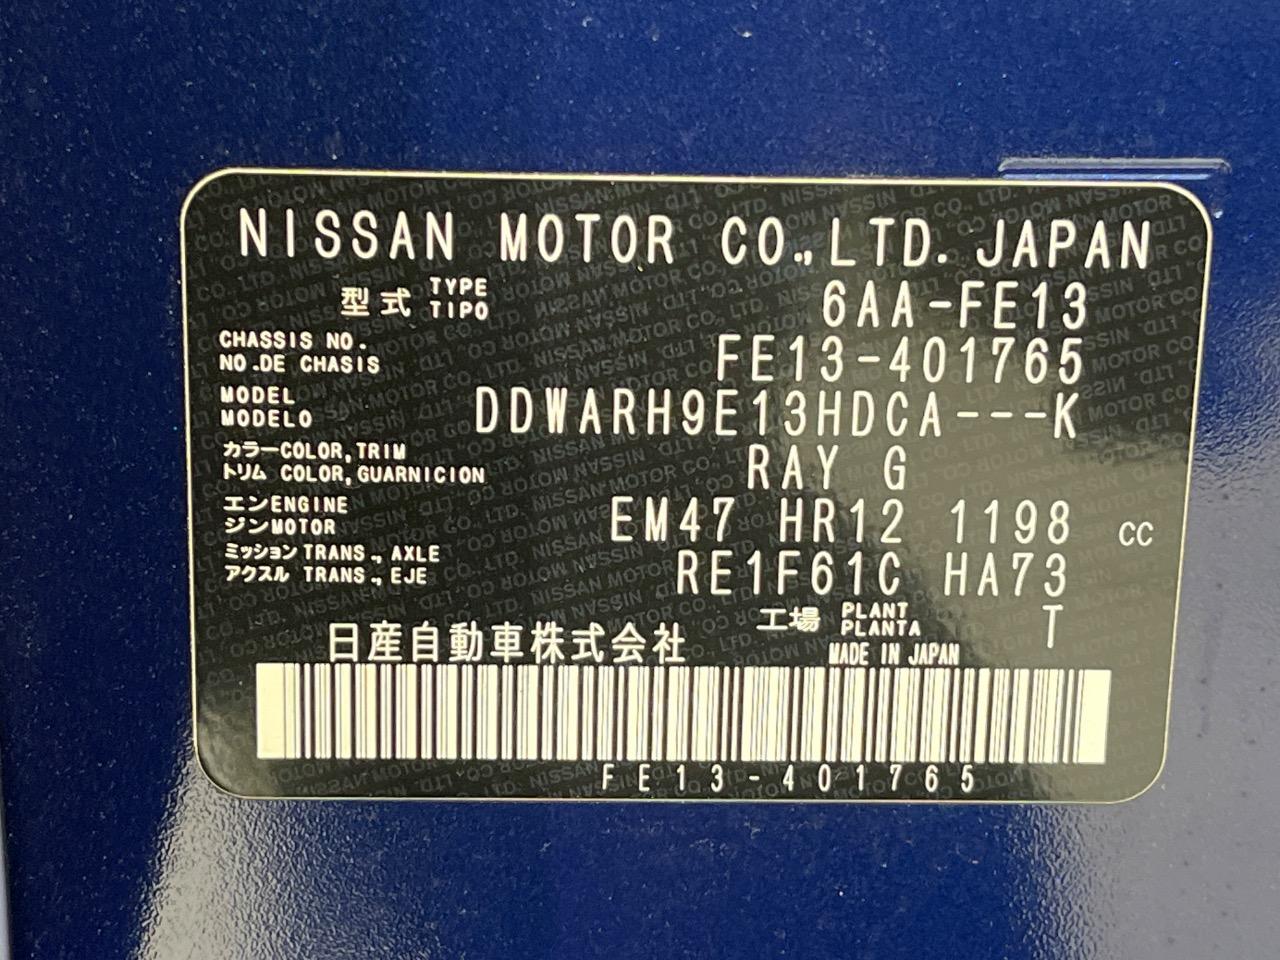 NISSAN MOTOR CO.,LTD. JAPAN
型式 TYPE TIPO 6AA-FE13
CHASSIS NO. NO.DE CHASIS FE13-401765
MODEL MODELO DDWARH9E13HDCA---K
カラーCOLOR,TRIM
トリム COLOR,GUARNICION RAY G
エンENGINE
ジンMOTOR EM47 HR12 1198 cc
ミッション TRANS., AXLE
アクスル TRANS., EJE RE1F61C HA73
工場 PLANT PLANTA T
日産自動車株式会社 MADE IN JAPAN
FE13-401765